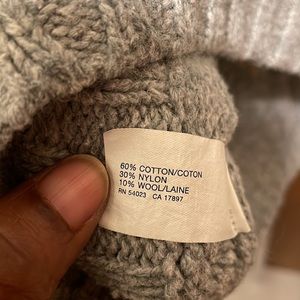 60% COTTON/COTON
30% NYLON
10% WOOL/LAINE
RN 54023 CA 17897